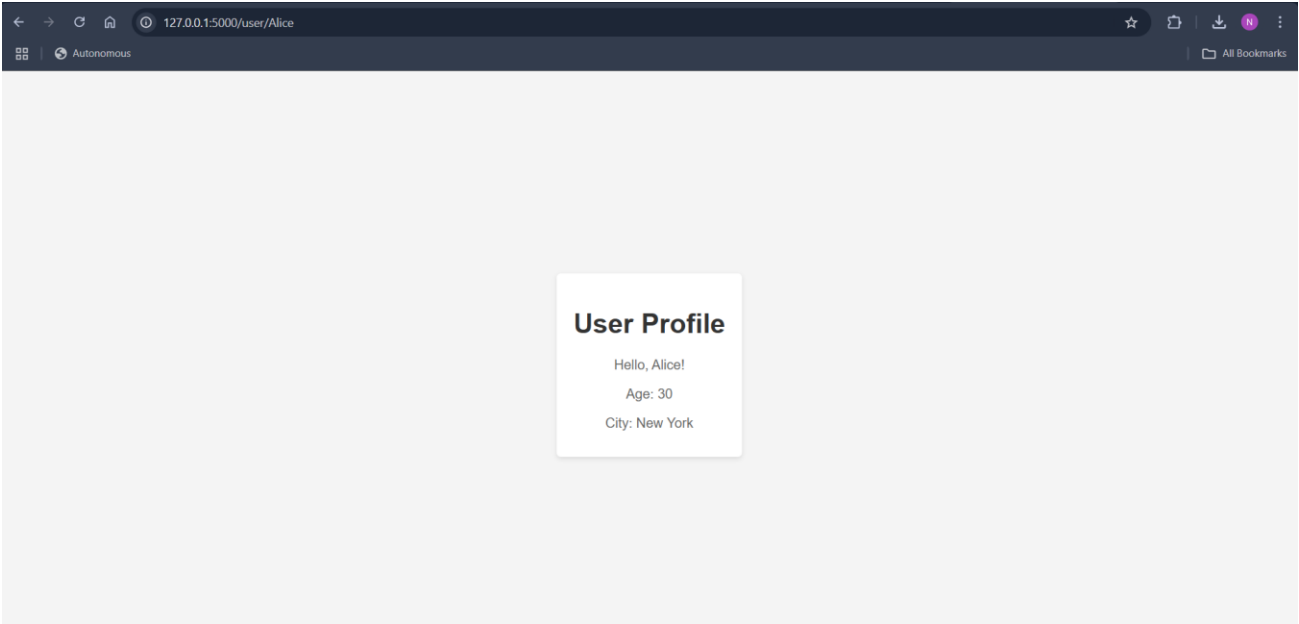 127.0.0.1:5000/user/Alice
N
Autonomous
All Bookmarks
User Profile
Hello, Alice!
Age: 30
City: New York